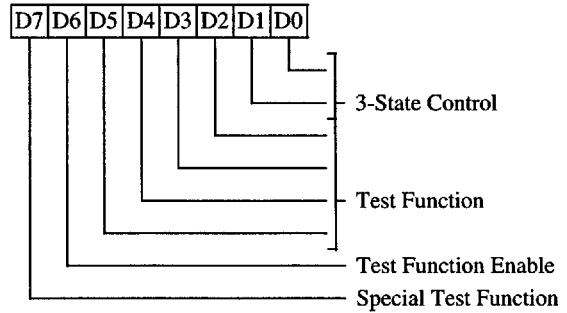 D7 D6 D5 D4 D3 D2 D1 D0
3-State Control
Test Function
Test Function Enable
Special Test Function